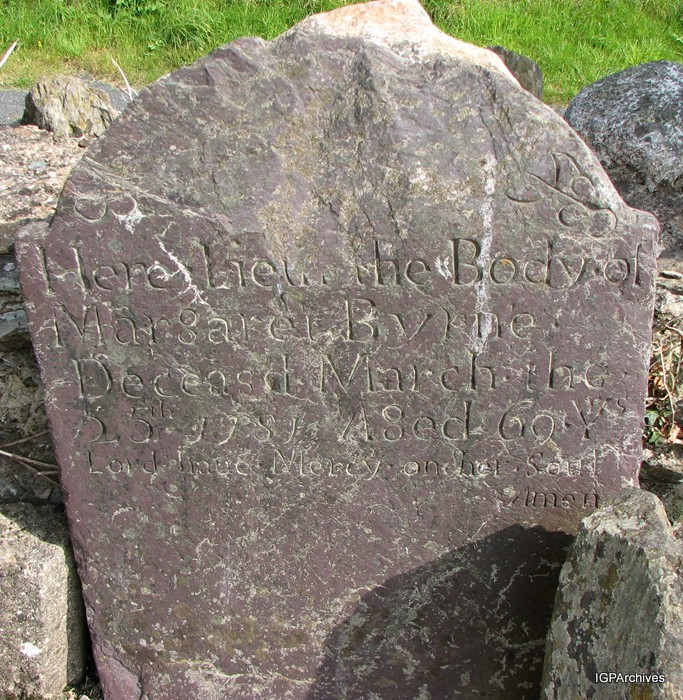 Here Lieth the Body of
Margaret Byrne
Deceasd March the
25th 1781 Aged 69 Yrs
Lord have Mercy on her Soul
Amen
IGPArchives